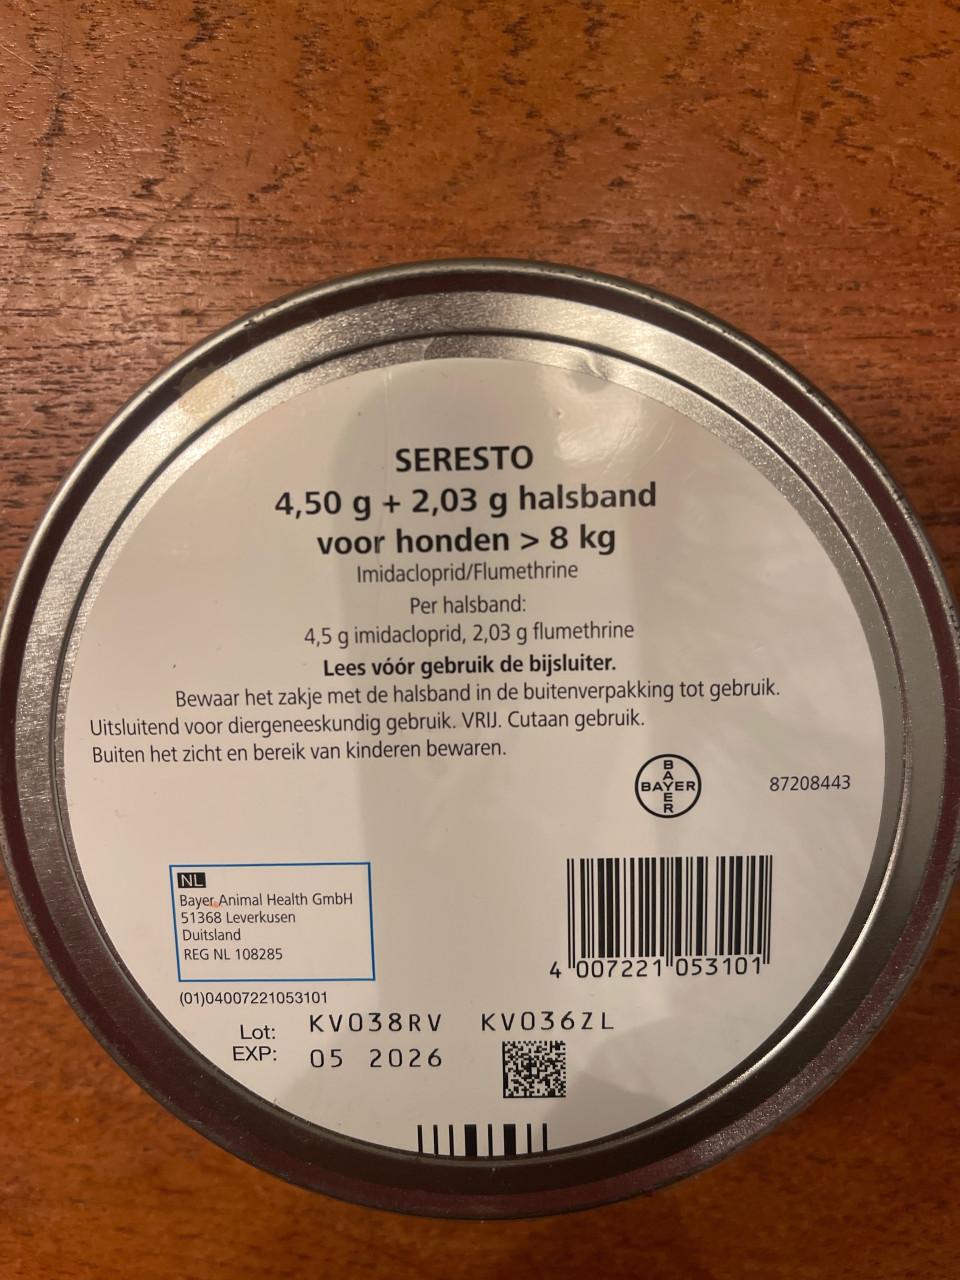 SERESTO
4,50 g + 2,03 g halsband
voor honden > 8 kg
Imidacloprid/Flumethrine
Per halsband:
4,5 g imidacloprid, 2,03 g flumethrine
Lees vóór gebruik de bijsluiter.
Bewaar het zakje met de halsband in de buitenverpakking tot gebruik.
Uitsluitend voor diergeneeskundig gebruik. VRIJ. Cutaan gebruik.
Buiten het zicht en bereik van kinderen bewaren.
BAYER
BAYER
87208443
NL
Bayer Animal Health GmbH
51368 Leverkusen
Duitsland
REG NL 108285
4 007221 053101
(01)04007221053101
Lot: KV038RV KV036ZL
EXP: 05 2026